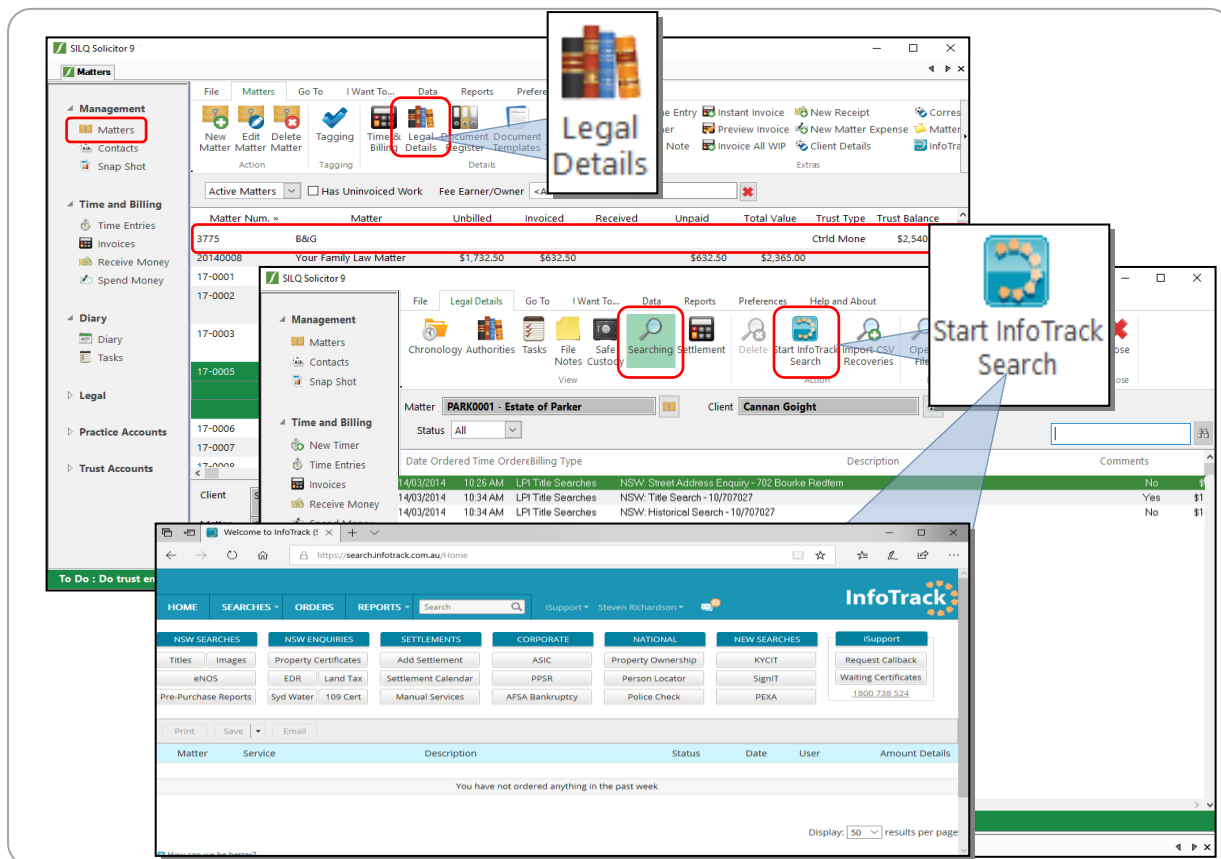 SILQ Solicitor 9
Matters
File Matters Go To I Want To... Data Reports
Management
Matters
Contacts
Snap Shot
Time and Billing
Time Entries
Invoices
Receive Money
Spend Money
Diary
Diary
Tasks
Legal
Practice Accounts
Trust Accounts
New Matter
Edit Matter
Delete Matter
Action
Tagging
Tagging
Time & Billing
Legal Details
Document Register
Document
Details
Entry
Instant Invoice
New Receipt
Preview Invoice
New Matter Expense
Matter
Note
Invoice All WIP
Client Details
Extras
Legal
Details
Active Matters
Has Uninvoiced Work
Fee Earner/Owner
Matter Num. » Matter Unbilled Invoiced Received Unpaid Total Value Trust Type Trust Balance
3775 B&G Ctrld Mone $2,540
20140008 Your Family Law Matter $1,732.50 $632.50 $632.50 $2,365.00
17-0001
17-0002
17-0003
17-0005
17-0006
17-0007
Client
To Do : Do trust
SILQ Solicitor 9
File Legal Details Go To I Want To... Data Reports Preferences Help and About
Management
Matters
Contacts
Snap Shot
Time and Billing
New Timer
Time Entries
Invoices
Receive Money
Chronology
Authorities
Tasks
File Notes
Safe Custody
Searching
Settlement
View
Delete
Start InfoTrack Search
Import CSV Recoveries
Start InfoTrack
Search
Matter PARK0001 - Estate of Parker Client Cannan Goight
Status All
Date Ordered Time Ordere Billing Type Description Comments
14/03/2014 10:26 AM LPI Title Searches NSW: Street Address Enquiry - 702 Bourke Redfern No
14/03/2014 10:34 AM LPI Title Searches NSW: Title Search - 10/707027 Yes $1
14/03/2014 10:34 AM LPI Title Searches NSW: Historical Search - 10/707027 No $1
Welcome to InfoTrack (!
https://search.infotrack.com.au/Home
HOME SEARCHES ORDERS REPORTS Search iSupport Steven Richardson
InfoTrack
NSW SEARCHES NSW ENQUIRIES SETTLEMENTS CORPORATE NATIONAL NEW SEARCHES iSupport
Titles Images Property Certificates Add Settlement ASIC Property Ownership KYCIT Request Callback
eNOS EDR Land Tax Settlement Calendar PPSR Person Locator SignIT Waiting Certificates
Pre-Purchase Reports Syd Water 109 Cert Manual Services AFSA Bankruptcy Police Check PEXA 1800 738 524
Print Save Email
Matter Service Description Status Date User Amount Details
You have not ordered anything in the past week
Display: 50 results per page
How can we be better?